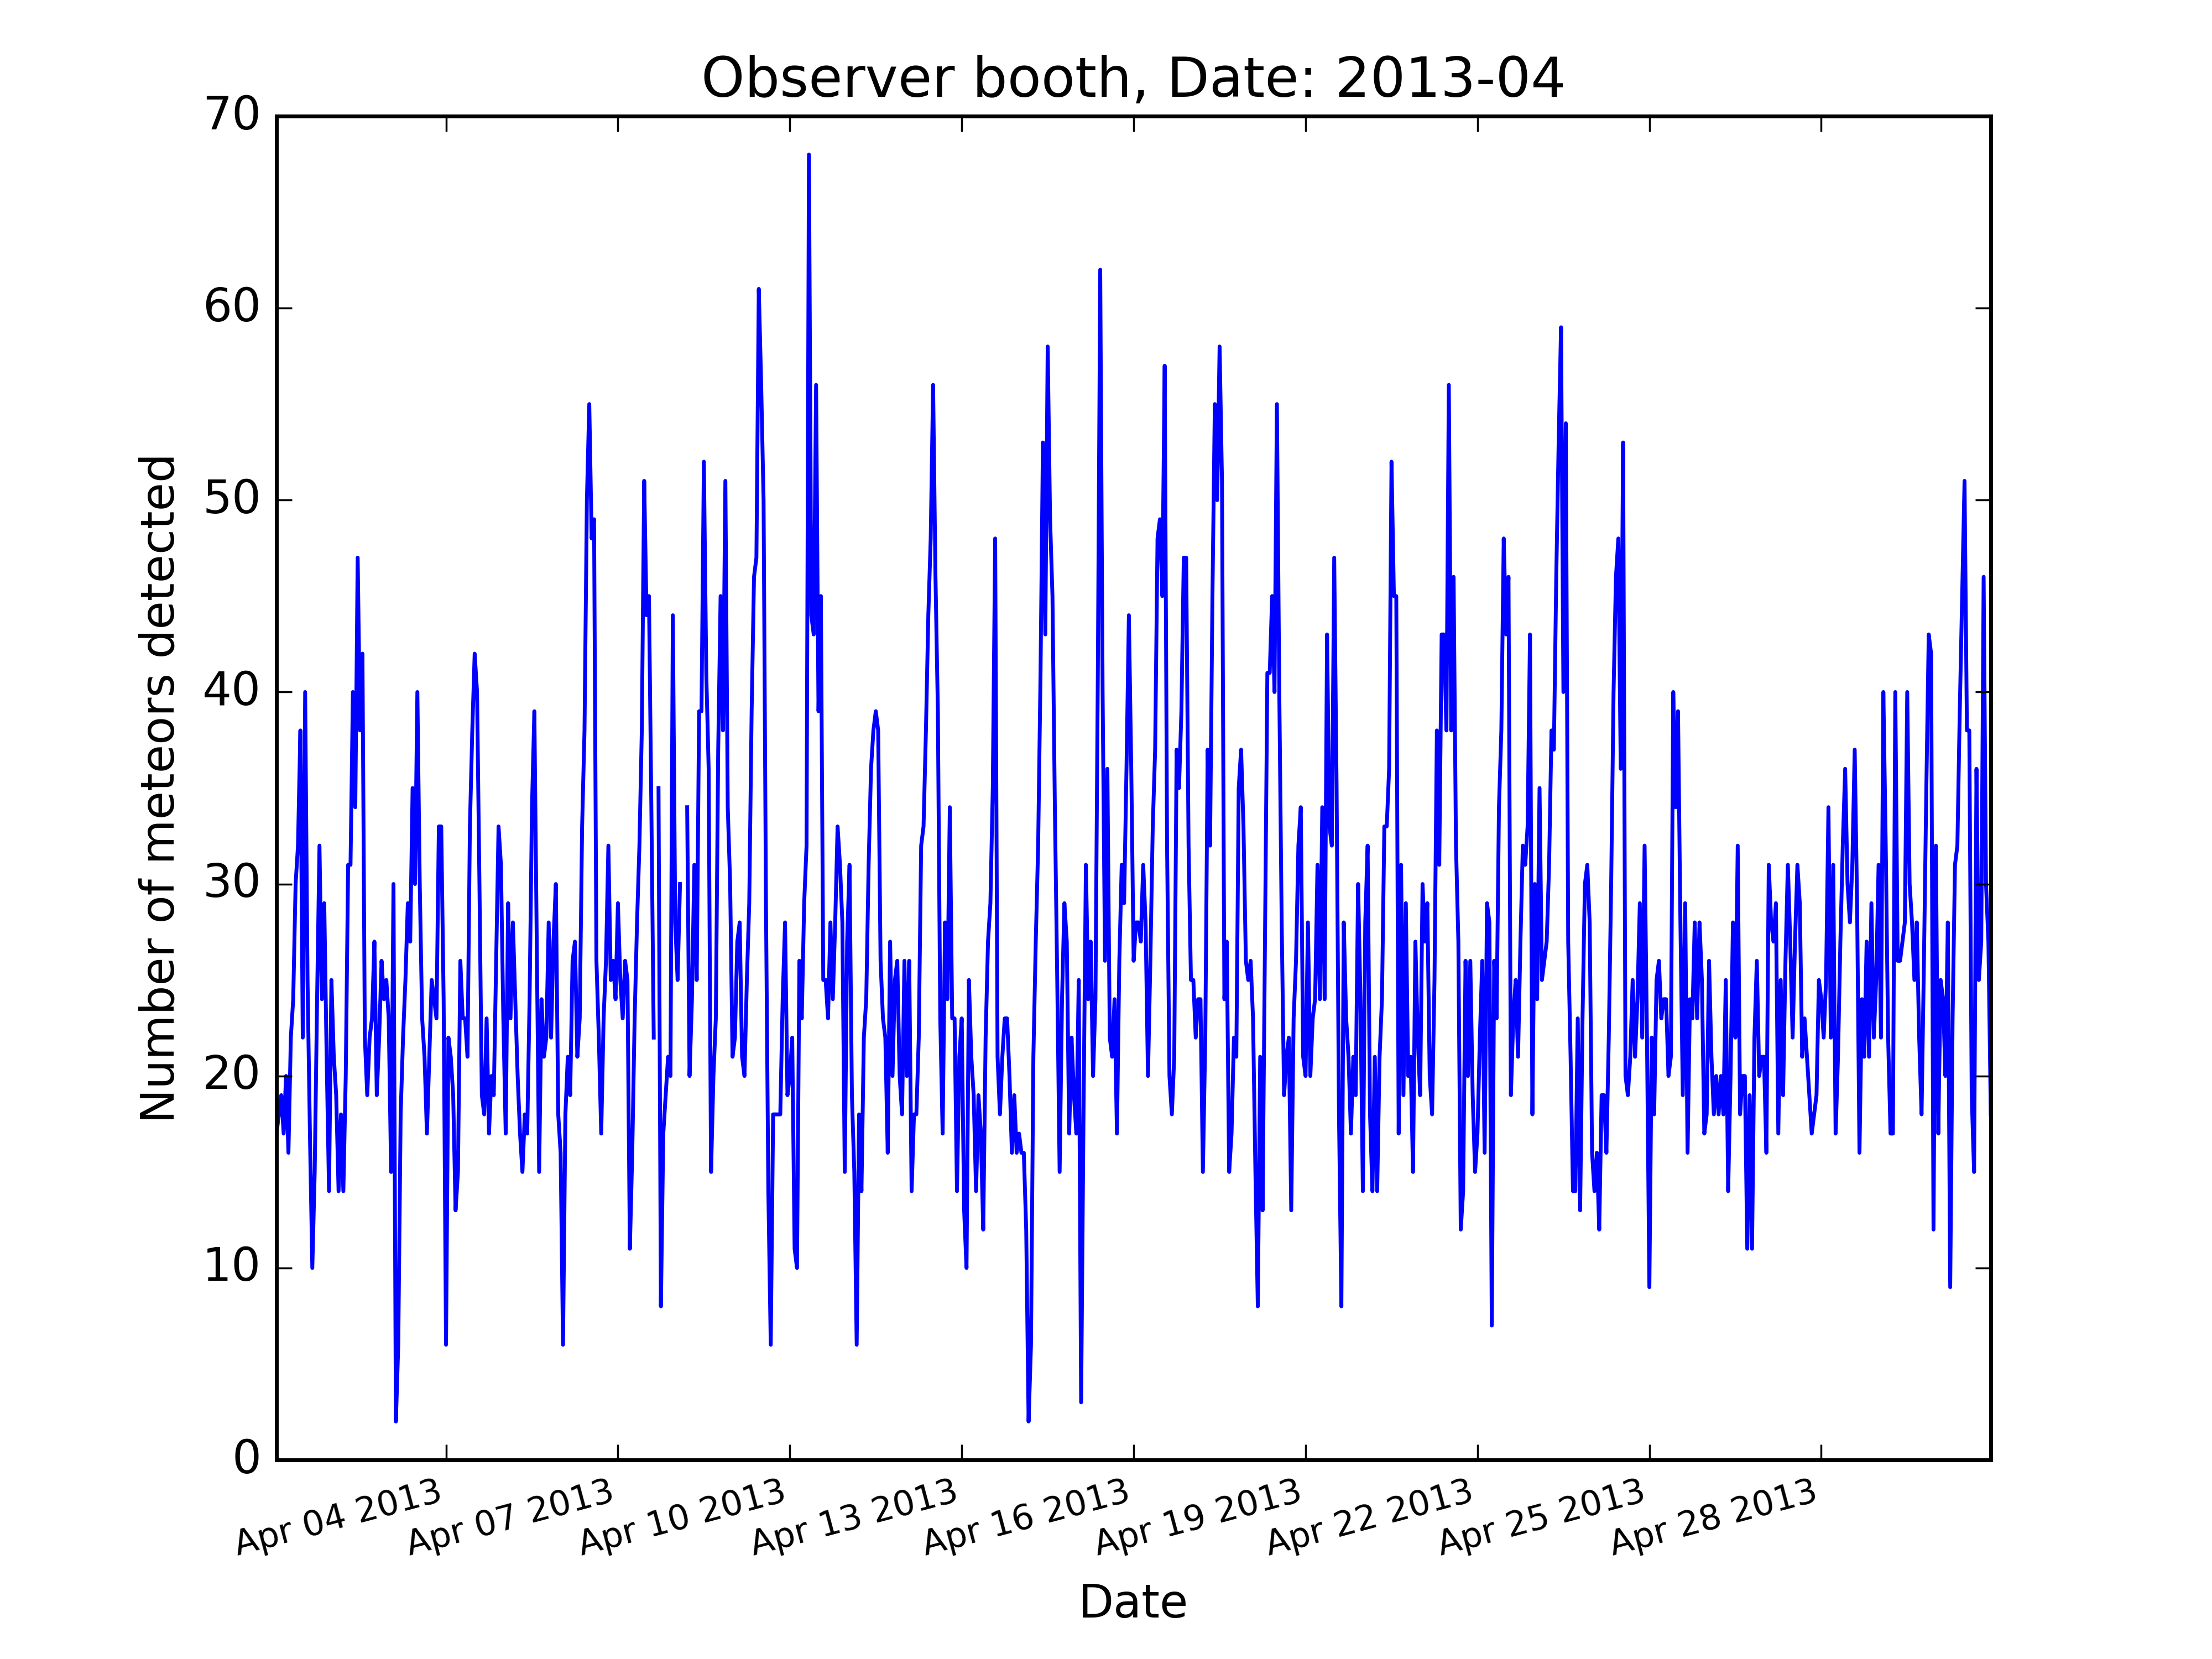 Observer booth, Date: 2013-04
70
60
50
40
30
20
10
0
Number of meteors detected
Apr 04 2013
Apr 07 2013
Apr 10 2013
Apr 13 2013
Apr 16 2013
Apr 19 2013
Apr 22 2013
Apr 25 2013
Apr 28 2013
Date